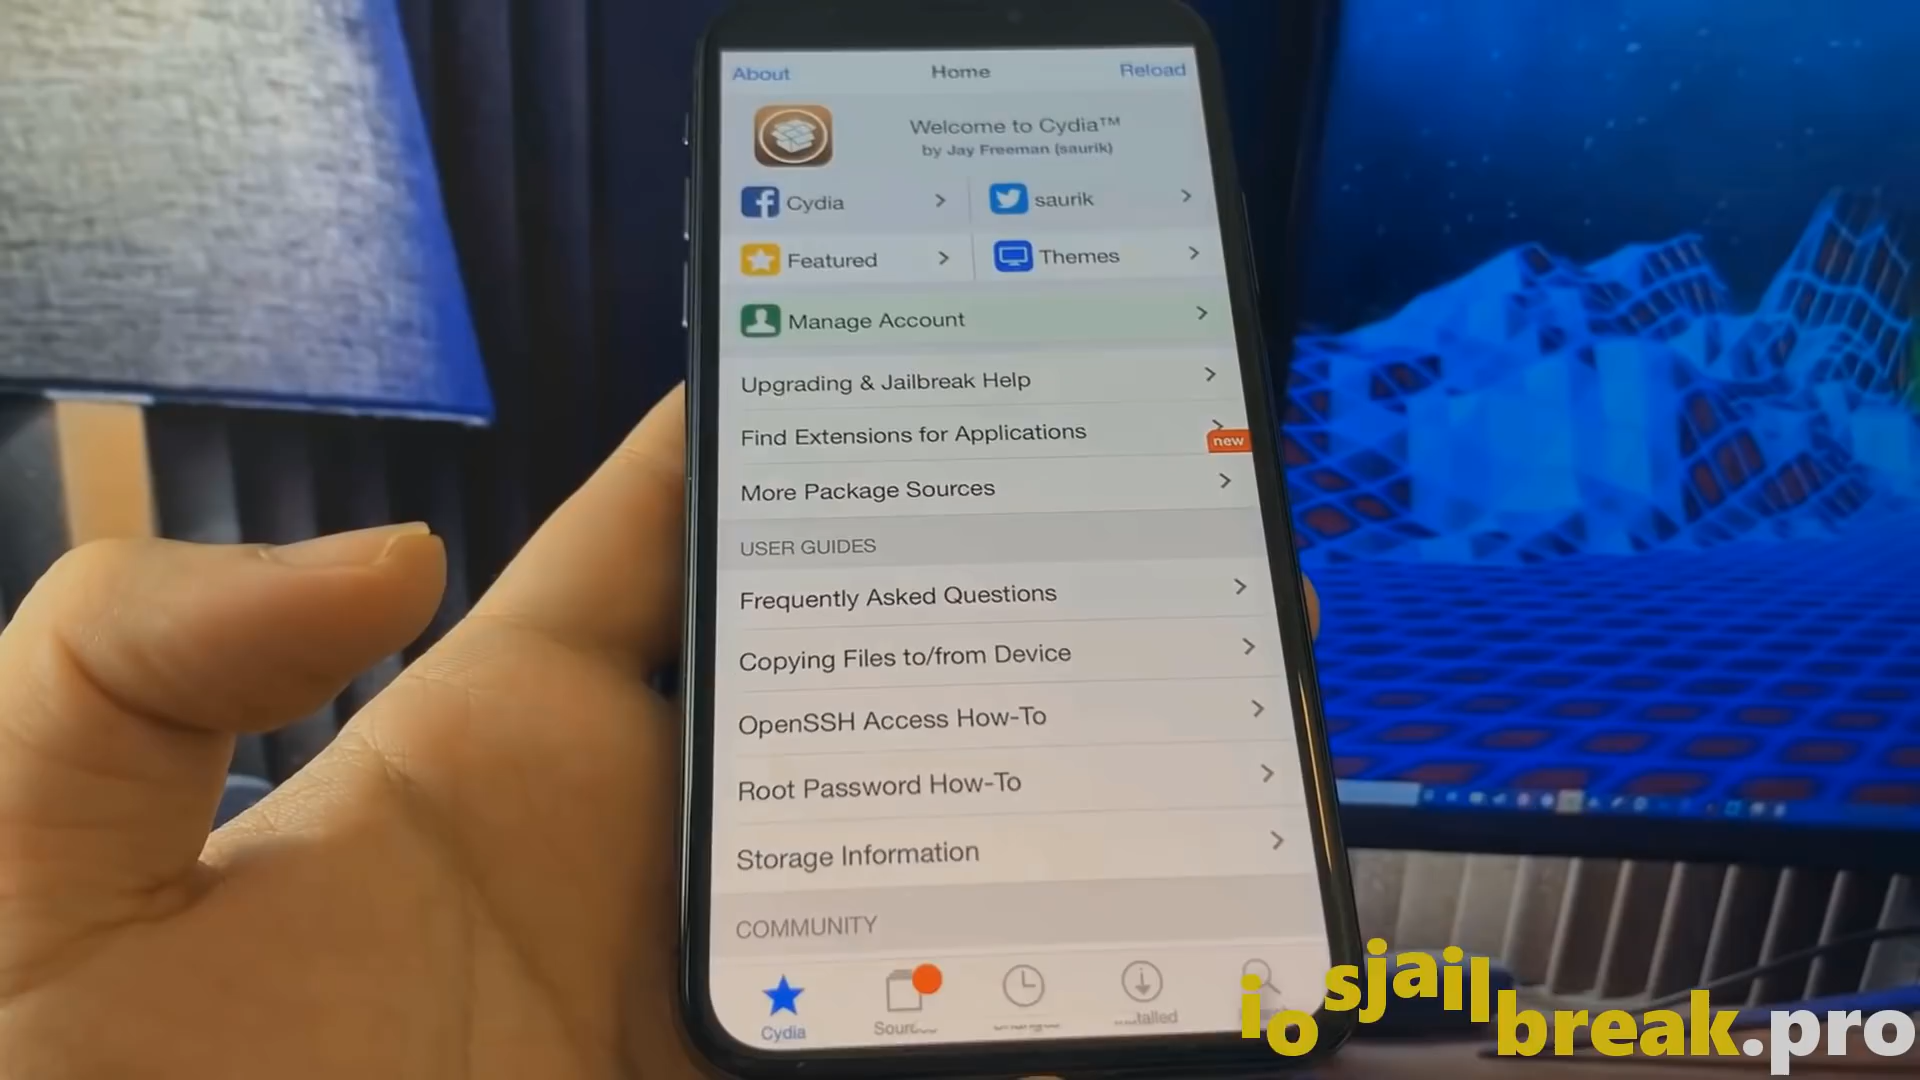 About Home Reload
Welcome to Cydia™
by Jay Freeman (saurik)
Cydia saurik
Featured Themes
Manage Account
Upgrading & Jailbreak Help
Find Extensions for Applications
new
More Package Sources
USER GUIDES
Frequently Asked Questions
Copying Files to/from Device
OpenSSH Access How-To
Root Password How-To
Storage Information
COMMUNITY
Cydia
iosjailbreak.pro